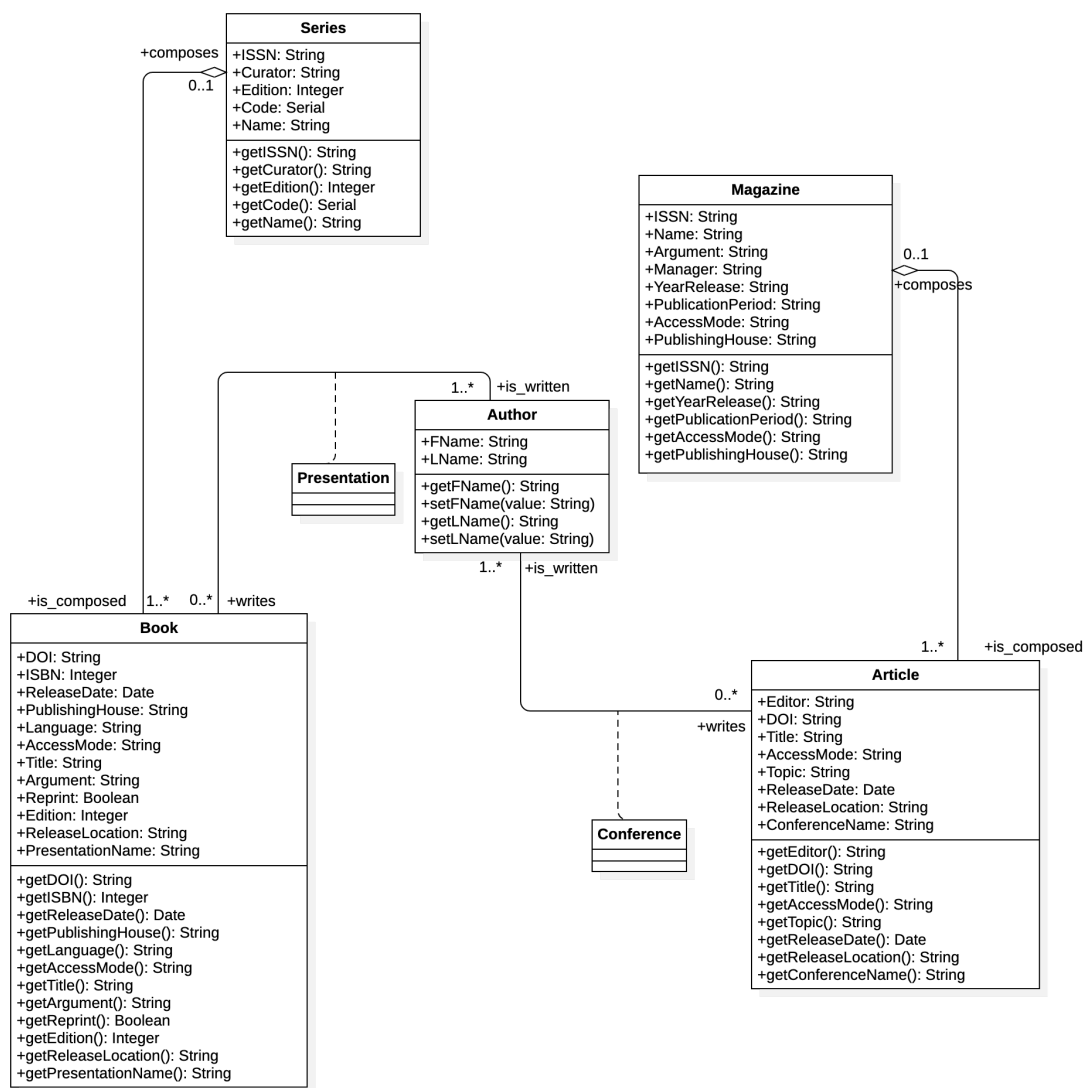 Series
+ISSN: String
+Curator: String
+Edition: Integer
+Code: Serial
+Name: String
+getISSN(): String
+getCurator(): String
+getEdition(): Integer
+getCode(): Serial
+getName(): String
+composes
0..1
Magazine
+ISSN: String
+Name: String
+Argument: String
+Manager: String
+YearRelease: String
+PublicationPeriod: String
+AccessMode: String
+PublishingHouse: String
+getISSN(): String
+getName(): String
+getYearRelease(): String
+getPublicationPeriod(): String
+getAccessMode(): String
+getPublishingHouse(): String
0..1
+composes
1..*
+is_written
Author
+FName: String
+LName: String
+getFName(): String
+setFName(value: String)
+getLName(): String
+setLName(value: String)
Presentation
1..*
+is_written
+is_composed
1..*
0..*
+writes
Book
+DOI: String
+ISBN: Integer
+ReleaseDate: Date
+PublishingHouse: String
+Language: String
+AccessMode: String
+Title: String
+Argument: String
+Reprint: Boolean
+Edition: Integer
+ReleaseLocation: String
+PresentationName: String
+getDOI(): String
+getISBN(): Integer
+getReleaseDate(): Date
+getPublishingHouse(): String
+getLanguage(): String
+getAccessMode(): String
+getTitle(): String
+getArgument(): String
+getReprint(): Boolean
+getEdition(): Integer
+getReleaseLocation(): String
+getPresentationName(): String
1..*
+is_composed
0..*
+writes
Conference
Article
+Editor: String
+DOI: String
+Title: String
+AccessMode: String
+Topic: String
+ReleaseDate: Date
+ReleaseLocation: String
+ConferenceName: String
+getEditor(): String
+getDOI(): String
+getTitle(): String
+getAccessMode(): String
+getTopic(): String
+getReleaseDate(): Date
+getReleaseLocation(): String
+getConferenceName(): String